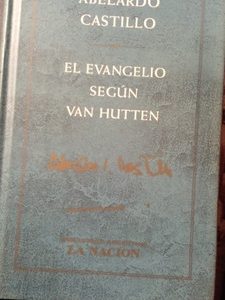 ABELARDO
CASTILLO
EL EVANGELIO
SEGÚN
VAN HUTTEN
LA NACION